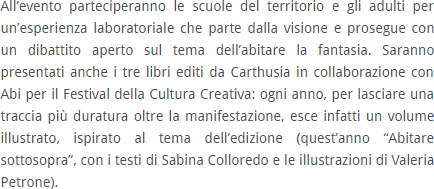 All'evento parteciperanno le scuole del territorio e gli adulti per
un'esperienza laboratoriale che parte dalla visione e prosegue con
un dibattito aperto sul tema dell'abitare la fantasia. Saranno
presentati anche i tre libri editi da Carthusia in collaborazione con
Abi per il Festival della Cultura Creativa: ogni anno, per lasciare una
traccia più duratura oltre la manifestazione, esce infatti un volume
illustrato, ispirato al tema dell'edizione (quest'anno “Abitare
sottosopra”, con i testi di Sabina Colloredo e le illustrazioni di Valeria
Petrone).